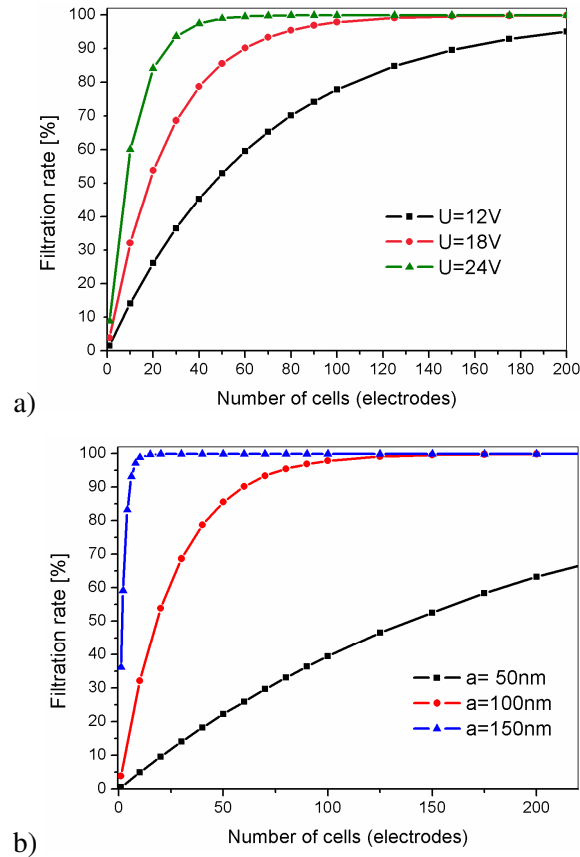 100
90
80
70
60
50
40
30
20
10
0
Filtration rate [%]
U=12V
U=18V
U=24V
0 20 40 60 80 100 120 140 160 180 200
Number of cells (electrodes)
a)
100
90
80
70
60
50
40
30
20
10
0
Filtration rate [%]
a= 50nm
a=100nm
a=150nm
0 50 100 150 200
Number of cells (electrodes)
b)